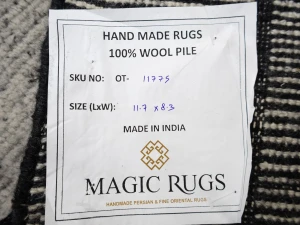 HAND MADE RUGS
100% WOOL PILE
SKU NO: OT- 11775
SIZE (LxW): 11.7 x 8.3
MADE IN INDIA
MAGIC RUGS
HANDMADE PERSIAN & FINE ORIENTAL RUGS